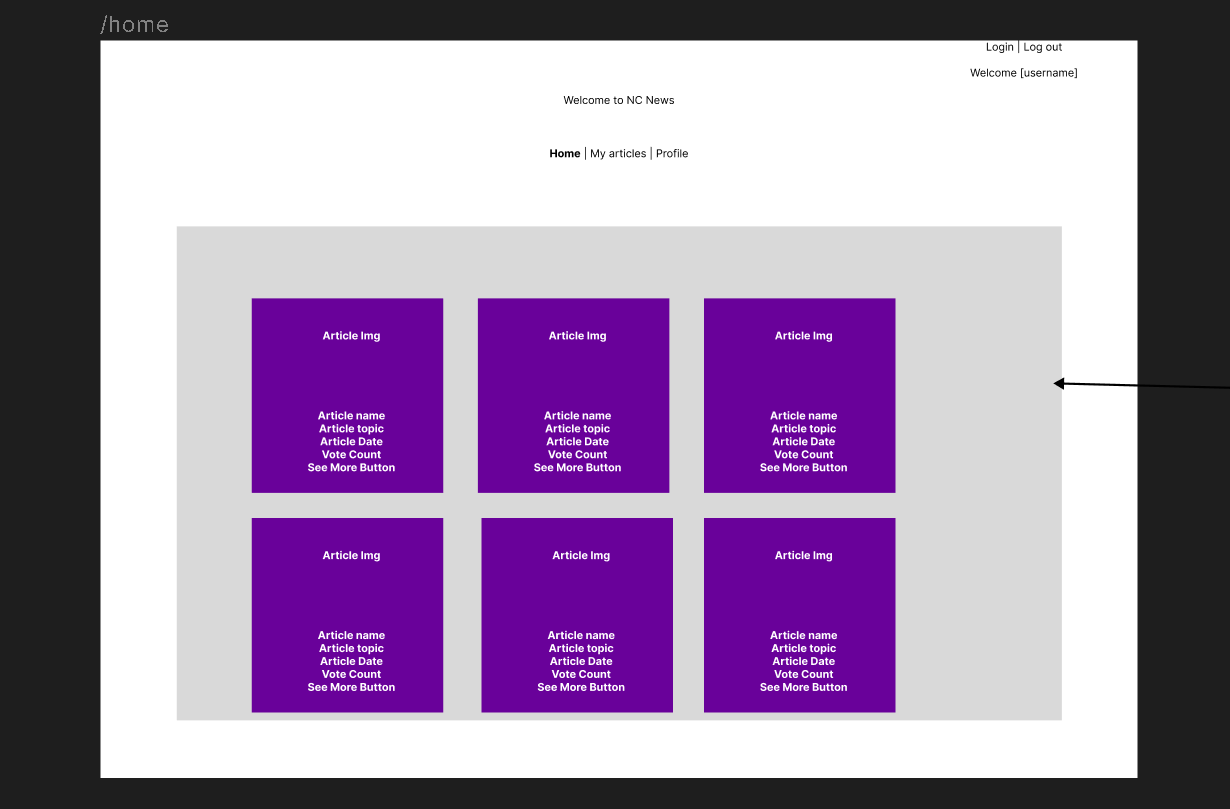 /home
Login | Log out
Welcome [username]
Welcome to NC News
Home | My articles | Profile
Article Img
Article name
Article topic
Article Date
Vote Count
See More Button
Article Img
Article name
Article topic
Article Date
Vote Count
See More Button
Article Img
Article name
Article topic
Article Date
Vote Count
See More Button
Article Img
Article name
Article topic
Article Date
Vote Count
See More Button
Article Img
Article name
Article topic
Article Date
Vote Count
See More Button
Article Img
Article name
Article topic
Article Date
Vote Count
See More Button